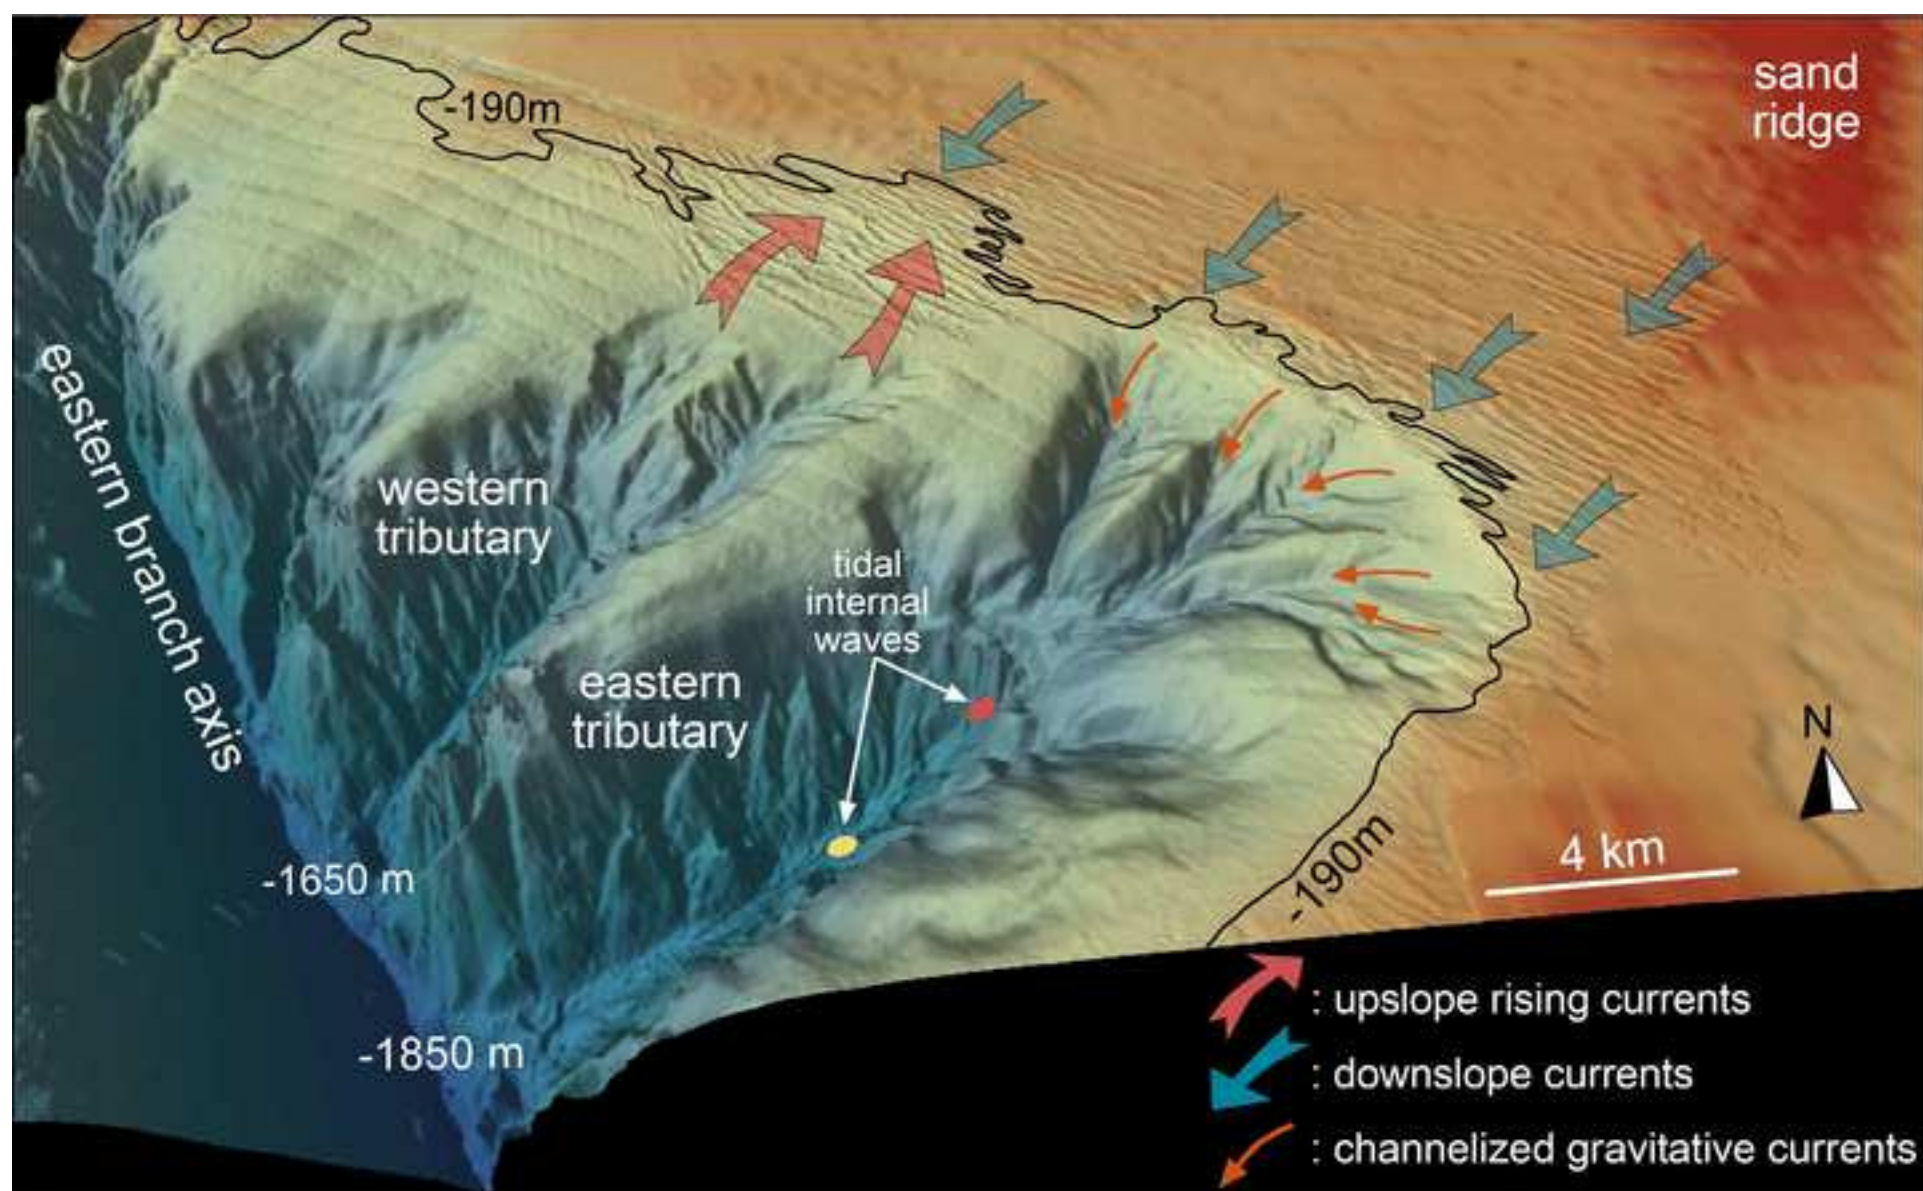 sand
ridge
-190m
eastern branch axis
western
tributary
tidal
internal
waves
eastern
tributary
N
4 km
-190m
-1650 m
-1850 m
: upslope rising currents
: downslope currents
: channelized gravitative currents